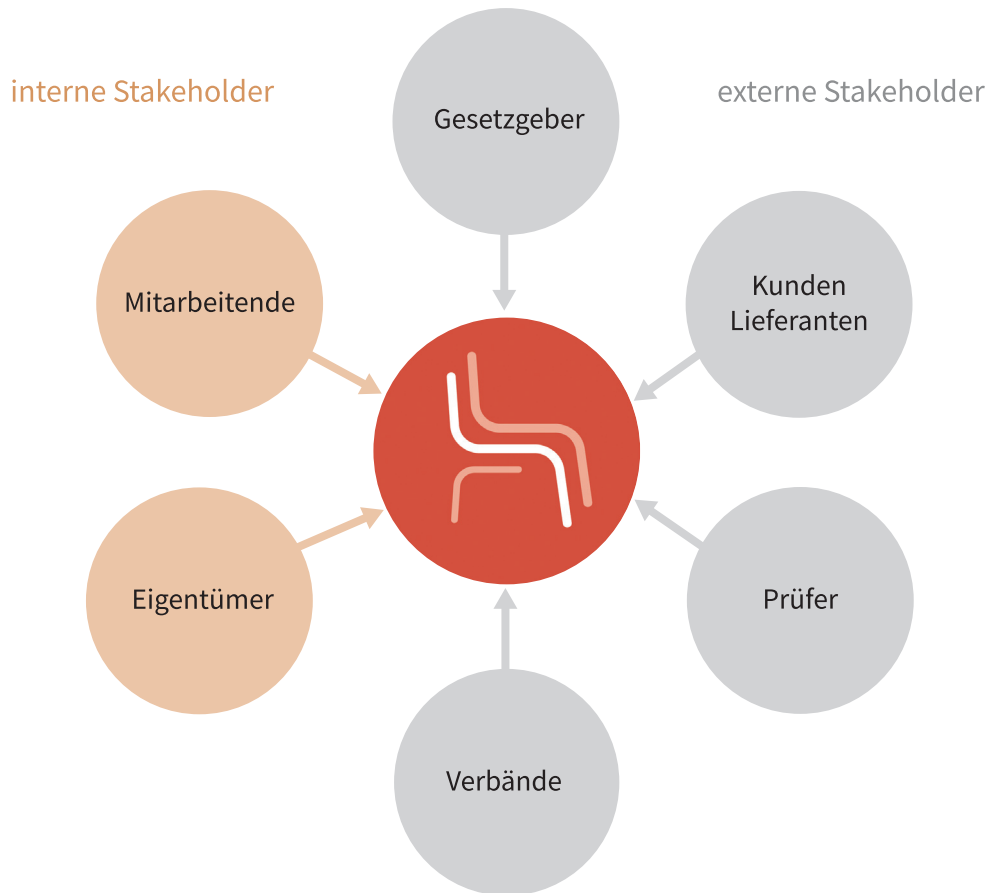 interne Stakeholder
externe Stakeholder
Gesetzgeber
Mitarbeitende
Kunden
Lieferanten
Eigentümer
Prüfer
Verbände